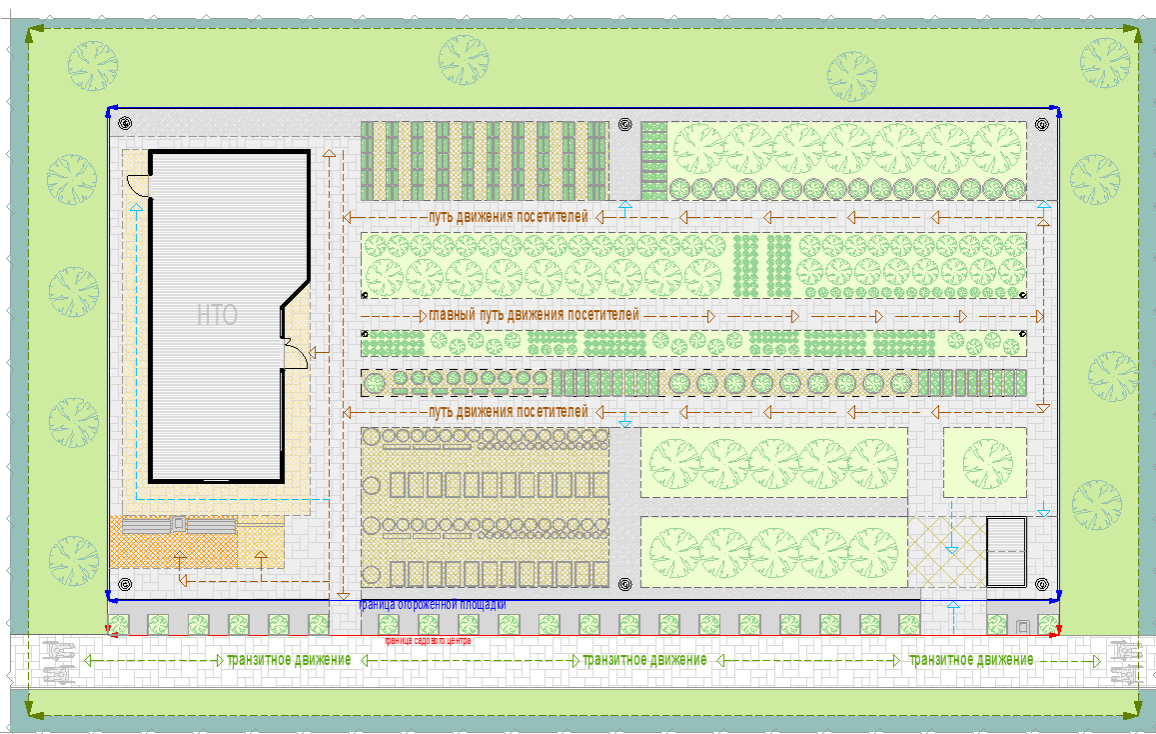 путь движения посетителей
НТО
главный путь движения посетителей
путь движения посетителей
граница огороженной площадки
граница садового центра
транзитное движение
транзитное движение
транзитное движение